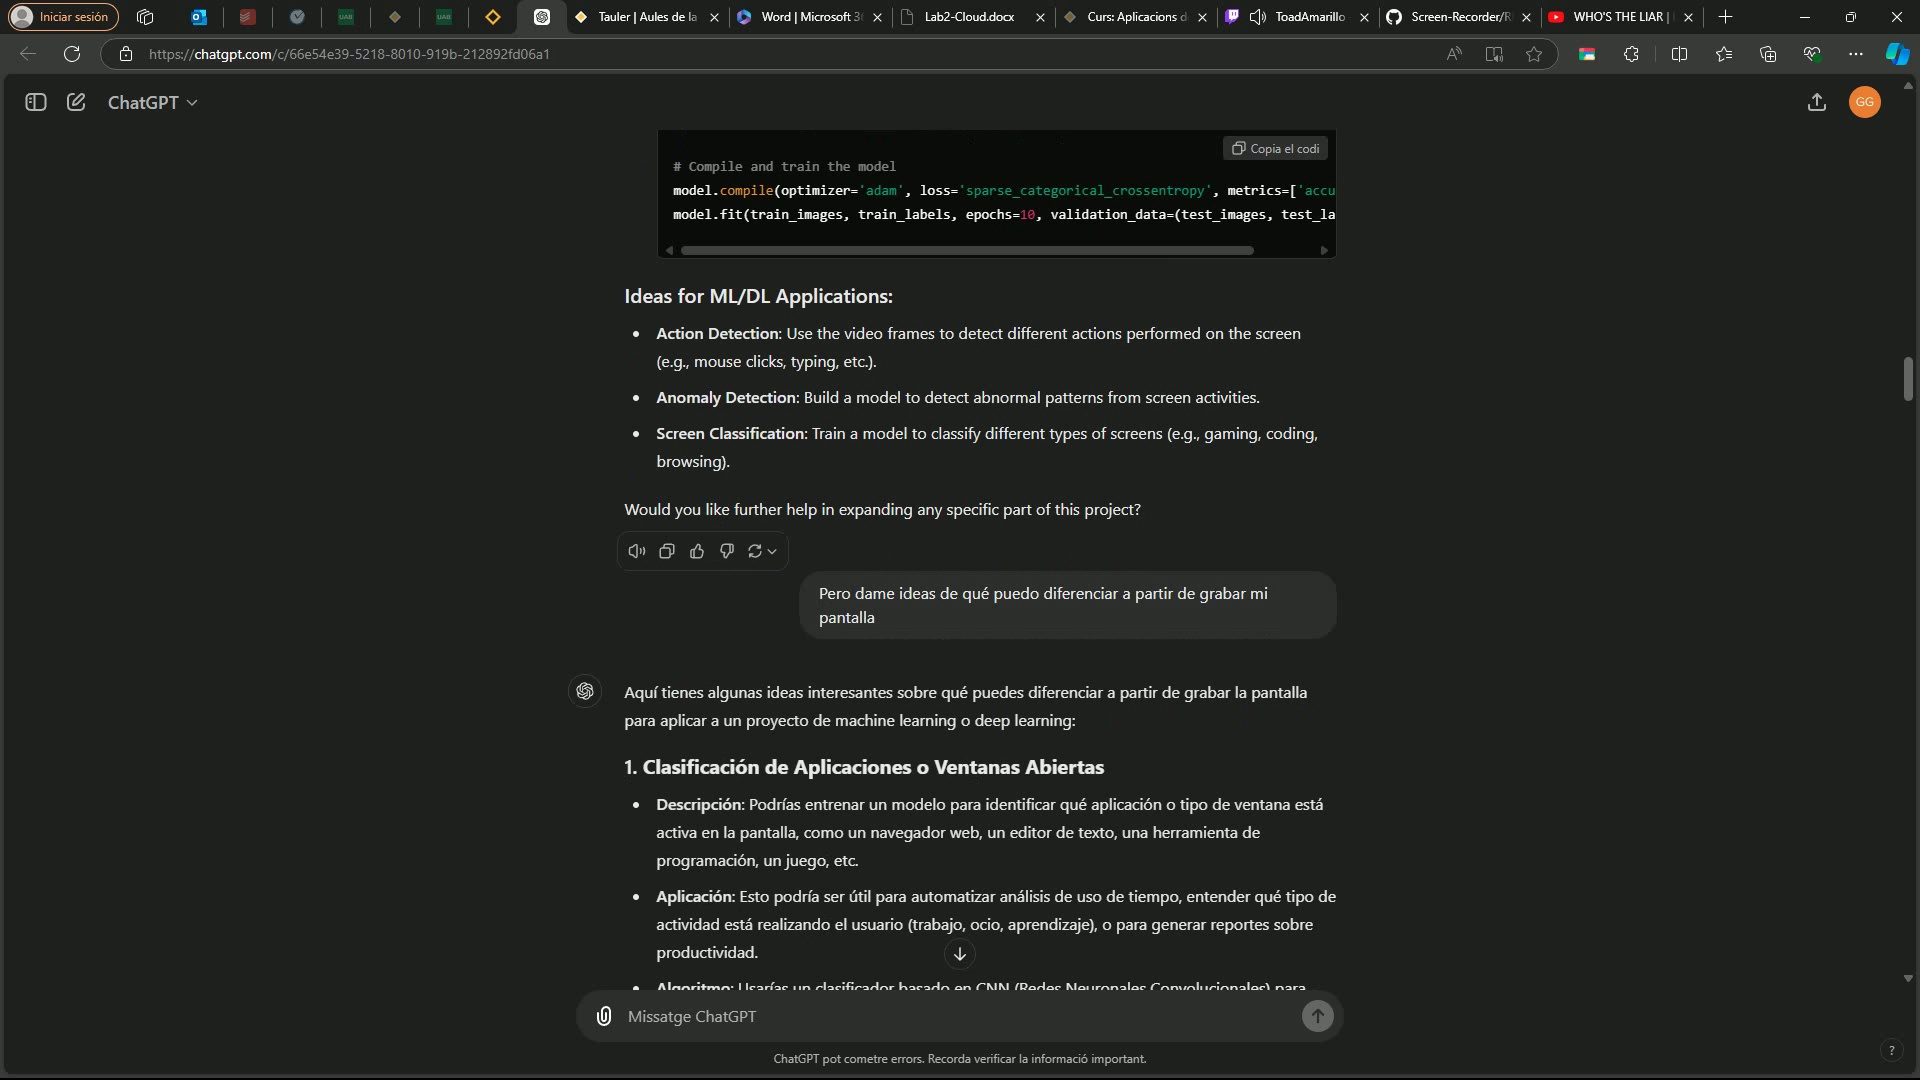 Iniciar sesión
UAB
UAB
Tauler | Aules de la
Word | Microsoft 3
Lab2-Cloud.docx
Curs: Aplicacions d
ToadAmarillo
Screen-Recorder/R
WHO'S THE LIAR |
https://chatgpt.com/c/66e54e39-5218-8010-919b-212892fd06a1
ChatGPT
GG
Copia el codi
# Compile and train the model
model.compile(optimizer='adam', loss='sparse_categorical_crossentropy', metrics=['accu
model.fit(train_images, train_labels, epochs=10, validation_data=(test_images, test_la
Ideas for ML/DL Applications:
• Action Detection: Use the video frames to detect different actions performed on the screen
(e.g., mouse clicks, typing, etc.).
• Anomaly Detection: Build a model to detect abnormal patterns from screen activities.
• Screen Classification: Train a model to classify different types of screens (e.g., gaming, coding,
browsing).
Would you like further help in expanding any specific part of this project?
Pero dame ideas de qué puedo diferenciar a partir de grabar mi
pantalla
Aquí tienes algunas ideas interesantes sobre qué puedes diferenciar a partir de grabar la pantalla
para aplicar a un proyecto de machine learning o deep learning:
1. Clasificación de Aplicaciones o Ventanas Abiertas
• Descripción: Podrías entrenar un modelo para identificar qué aplicación o tipo de ventana está
activa en la pantalla, como un navegador web, un editor de texto, una herramienta de
programación, un juego, etc.
• Aplicación: Esto podría ser útil para automatizar análisis de uso de tiempo, entender qué tipo de
actividad está realizando el usuario (trabajo, ocio, aprendizaje), o para generar reportes sobre
productividad.
• Algoritmo: Usarías un clasificador basado en CNN (Redes Neuronales Convolucionales) para
Missatge ChatGPT
ChatGPT pot cometre errors. Recorda verificar la informació important.
?